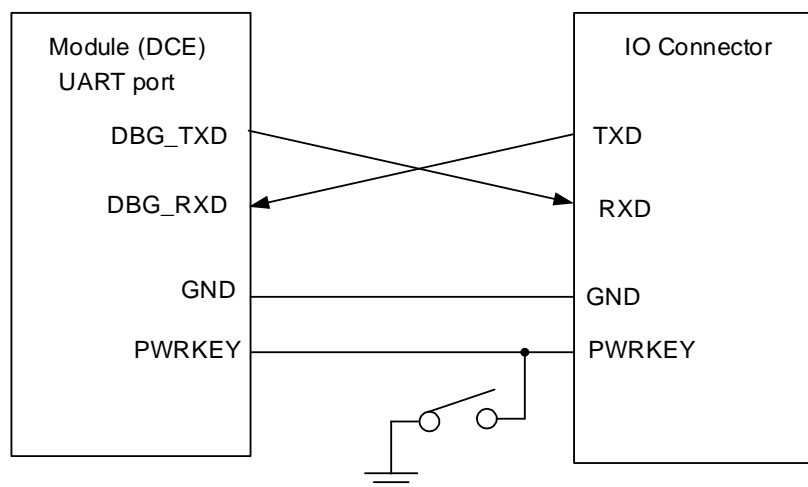 Module (DCE)
UART port
DBG_TXD
DBG_RXD
GND
PWRKEY
IO Connector
TXD
RXD
GND
PWRKEY